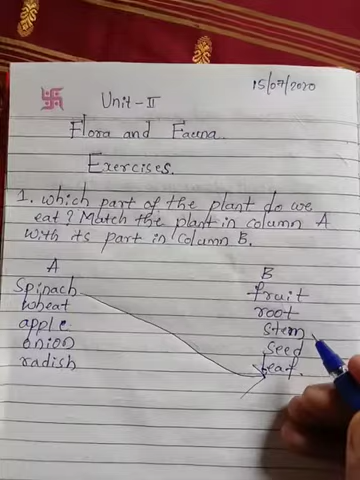 15/07/2020
Unit-II
Flora and Fauna.
Exercises.
1. which part of the plant do we
eat? Match the plant in column A
with its part in column B.
A B
Spinach fruit
wheat root
apple stem
onion seed
radish leaf.